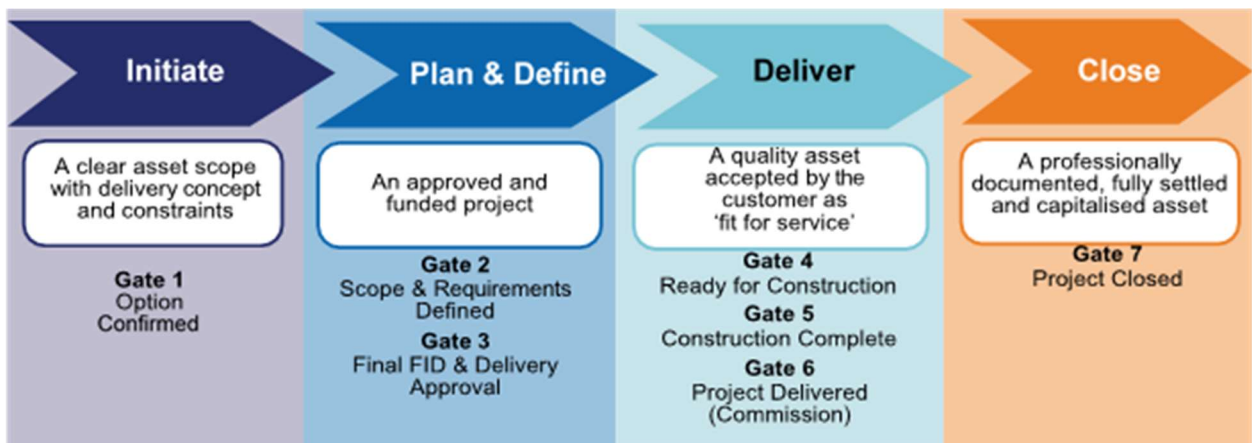 Initiate
A clear asset scope
with delivery concept
and constraints
Gate 1
Option
Confirmed
Plan & Define
An approved and
funded project
Gate 2
Scope & Requirements
Defined
Gate 3
Final FID & Delivery
Approval
Deliver
A quality asset
accepted by the
customer as
‘fit for service’
Gate 4
Ready for Construction
Gate 5
Construction Complete
Gate 6
Project Delivered
(Commission)
Close
A professionally
documented, fully settled
and capitalised asset
Gate 7
Project Closed